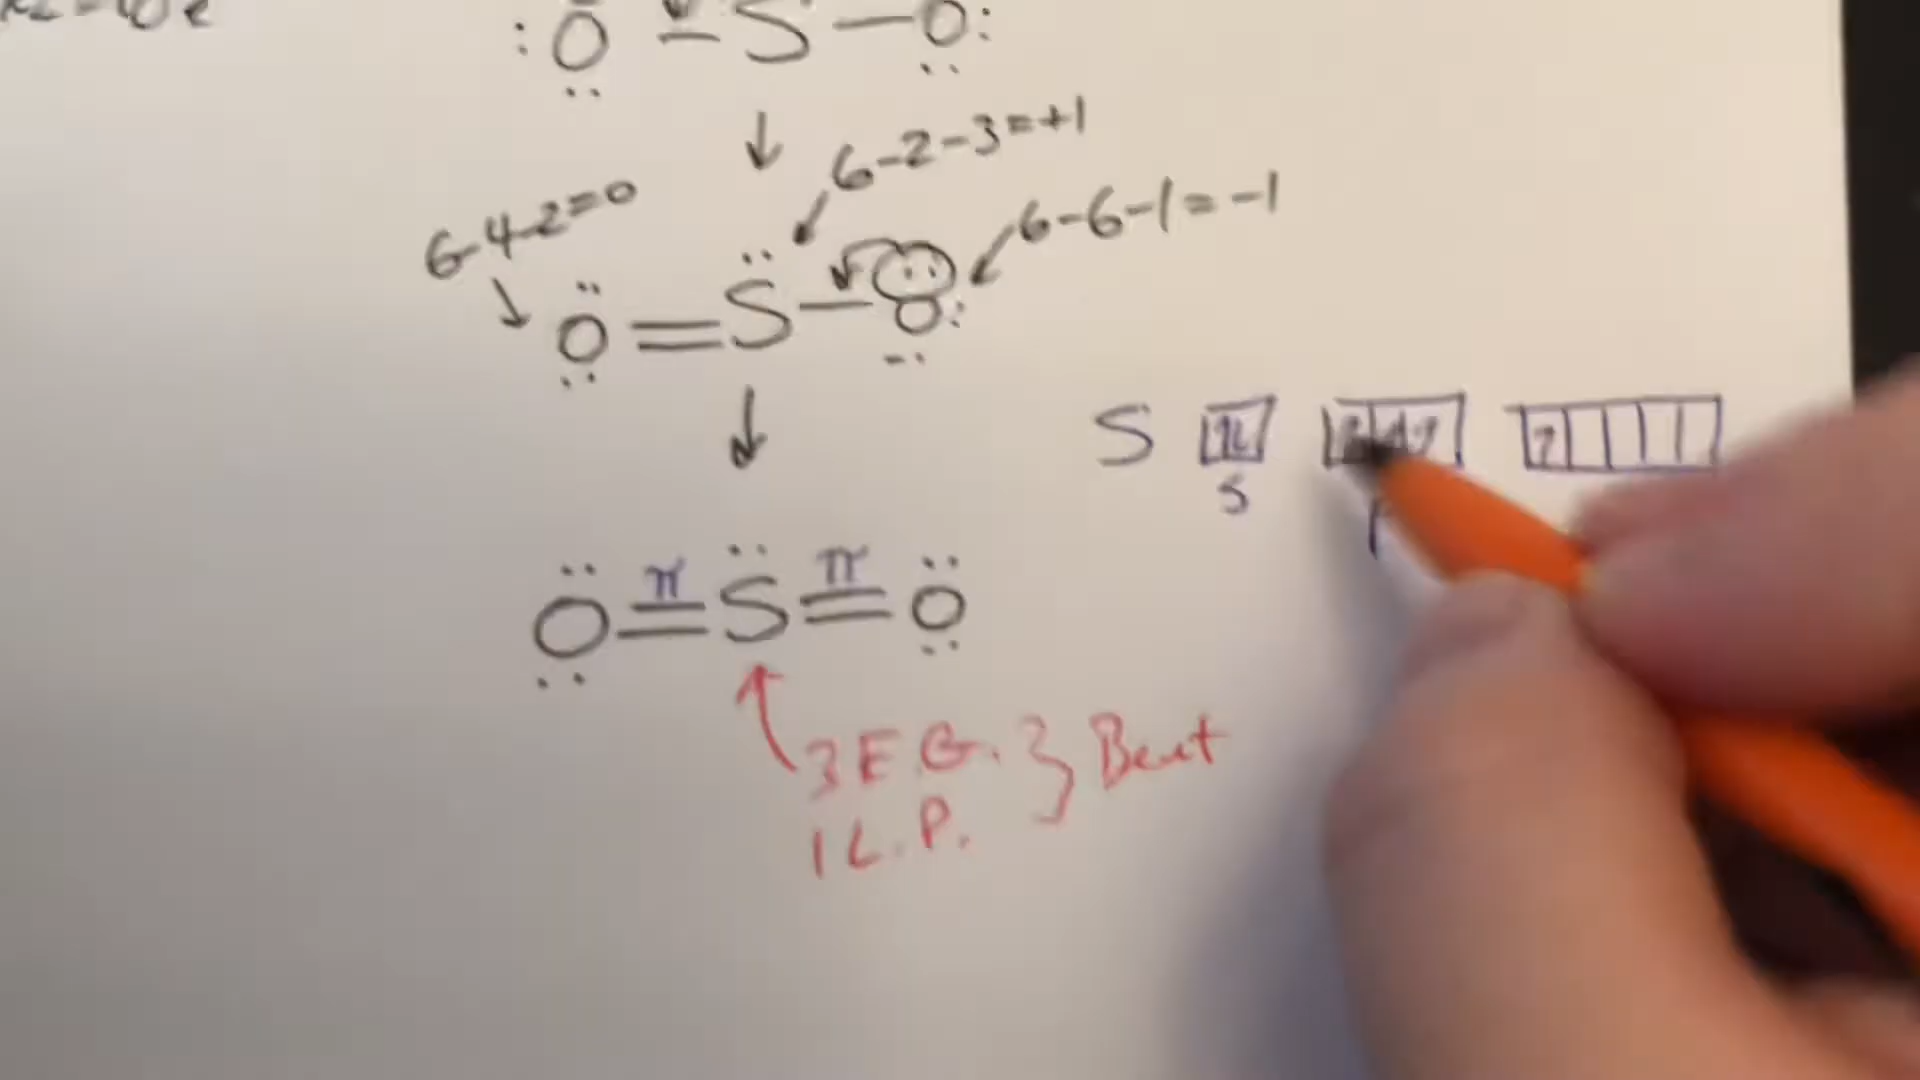 :O = S - O:
6-2-3=+1
6-4-2=0
6-6-1=-1
O = S - O:
S
S
π π
O = S = O
3 E.G. } Bent
1 L.P.